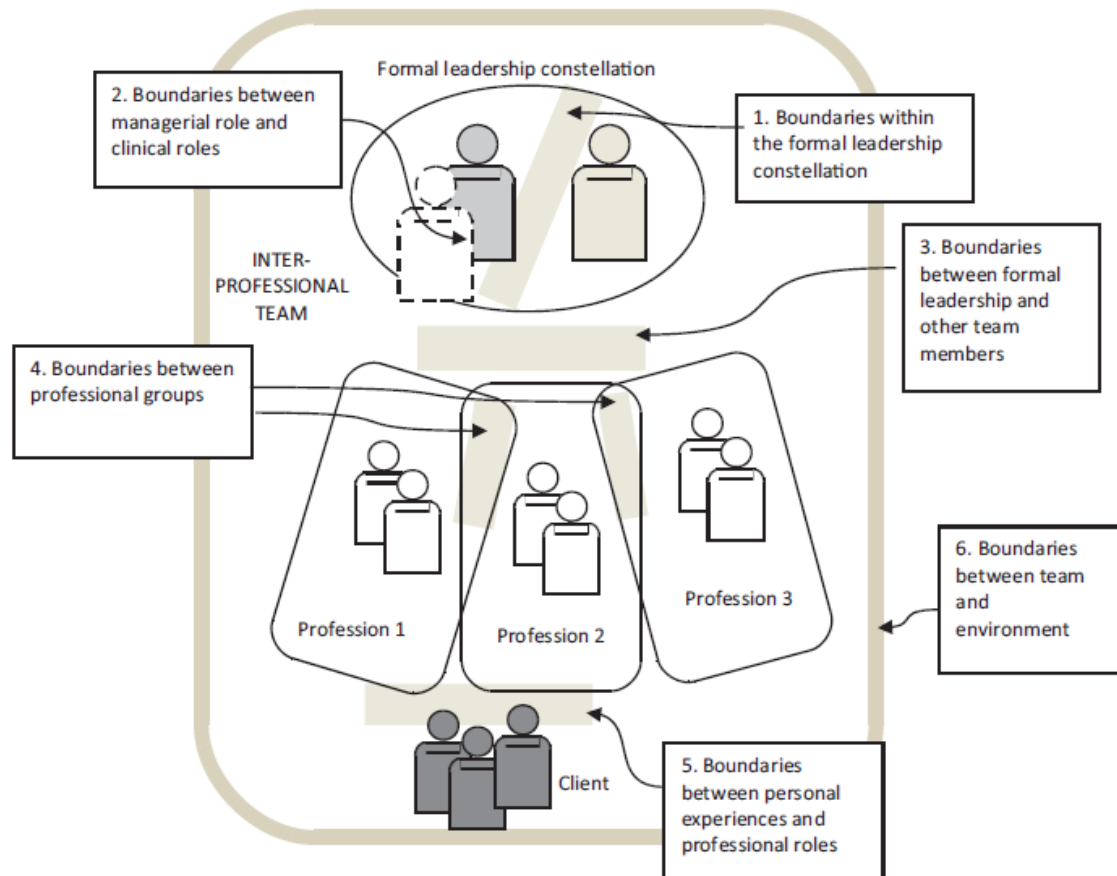 Formal leadership constellation
2. Boundaries between
managerial role and
clinical roles
1. Boundaries within
the formal leadership
constellation
INTER-
PROFESSIONAL
TEAM
3. Boundaries
between formal
leadership and
other team
members
4. Boundaries between
professional groups
Profession 1
Profession 2
Profession 3
6. Boundaries
between team
and
environment
Client
5. Boundaries
between personal
experiences and
professional roles